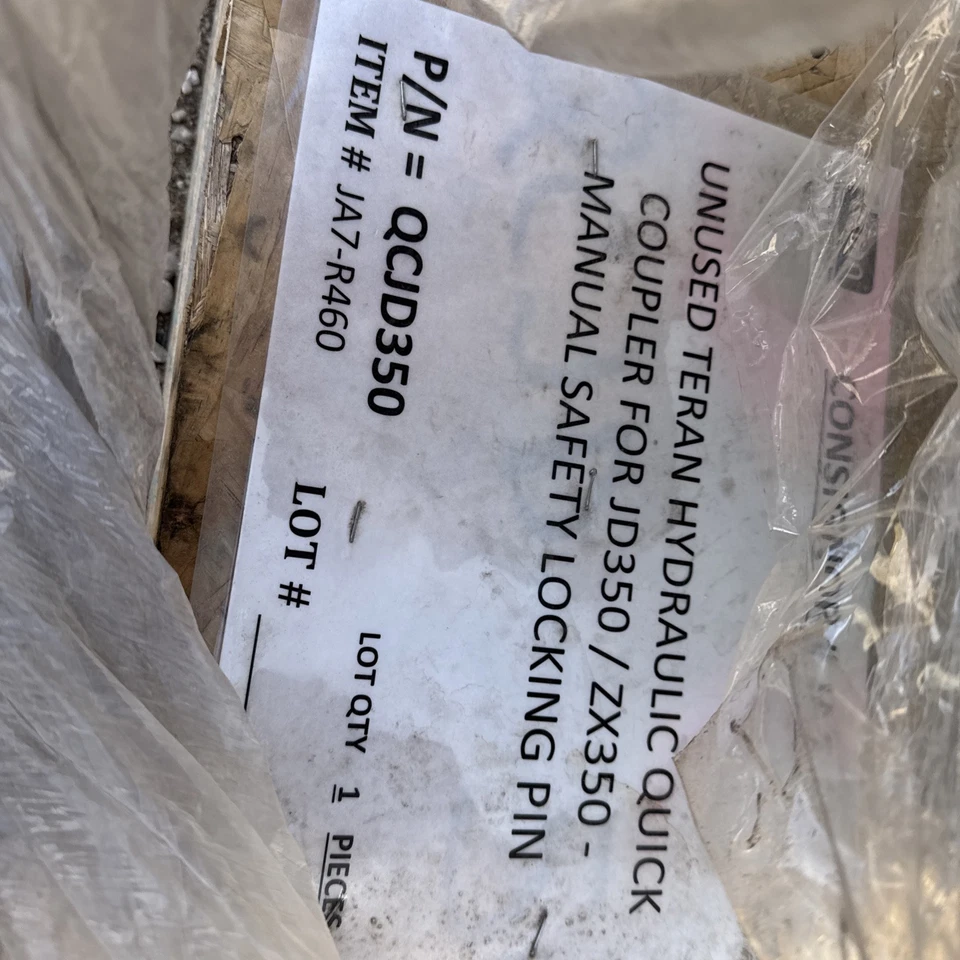 UNUSED TERAN HYDRAULIC QUICK
COUPLER FOR JD350 / ZX350 -
MANUAL SAFETY LOCKING PIN
P/N = QCJD350
LOT QTY 1 PIECES
ITEM # JA7-R460
LOT #